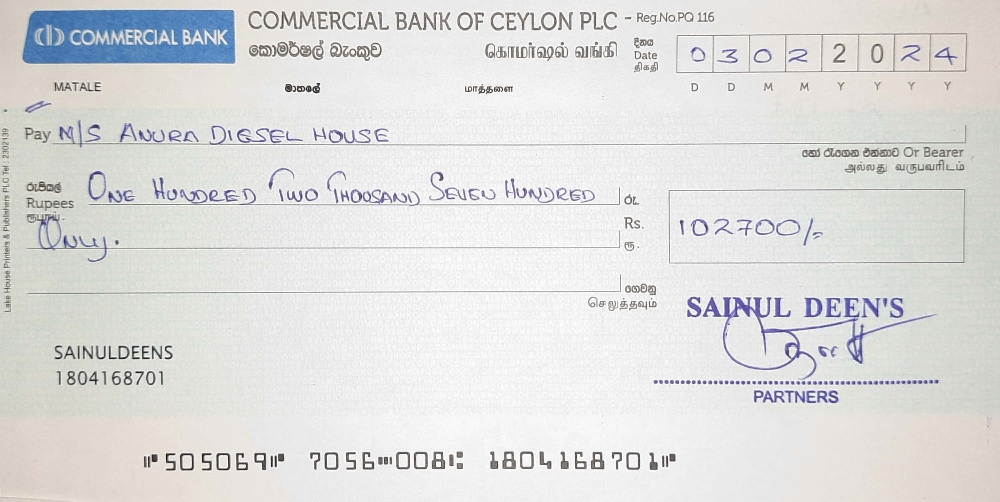 COMMERCIAL BANK
COMMERCIAL BANK OF CEYLON PLC - Reg.No.PQ 116
කොමර්ෂල් බැංකුව கொமர்ஷல் வங்கி
දිනය
Date
திகதி
0 3 0 2 2 0 2 4
D D M M Y Y Y Y
MATALE මාතලේ மாத்தளை
Pay M/S ANURA DIESEL HOUSE
හෝ රැගෙන එන්නාට Or Bearer
அல்லது வருபவரிடம்
රුපියල්
Rupees
ரூபாய்
ONE HUNDRED TWO THOUSAND SEVEN HUNDRED
ONLY.
රු.
Rs.
ரூ.
102700/=
ගෙවනු
செலுத்தவும்
SAINUL DEEN'S
PARTNERS
SAINULDEENS
1804168701
Lake House Printers & Publishers PLC Tel : 2302139
⑈505069⑈ 7056⑉008⑆ 1804168701⑈